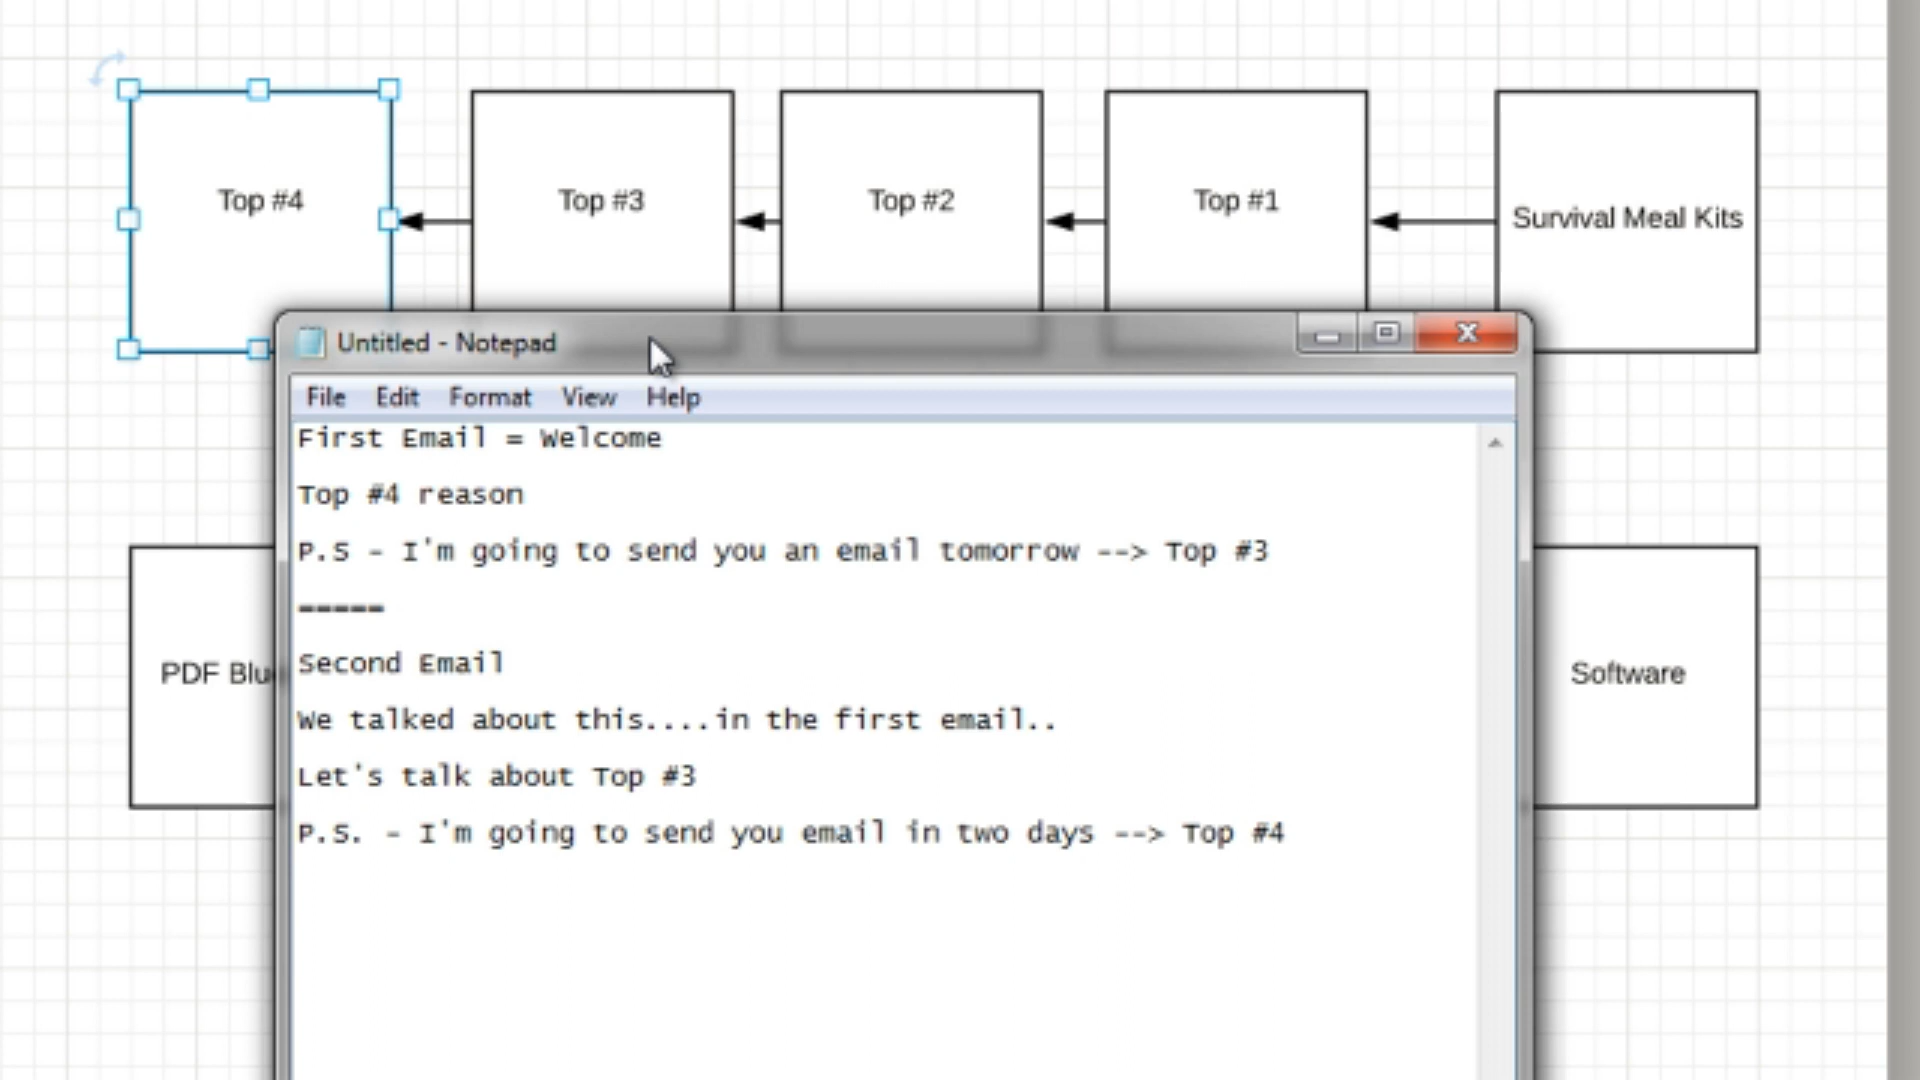 Top #4
Top #3
Top #2
Top #1
Survival Meal Kits
Untitled - Notepad
File Edit Format View Help
First Email = Welcome
Top #4 reason
P.S - I'm going to send you an email tomorrow --> Top #3
=====
Second Email
We talked about this....in the first email..
Let's talk about Top #3
P.S. - I'm going to send you email in two days --> Top #4
PDF
Software